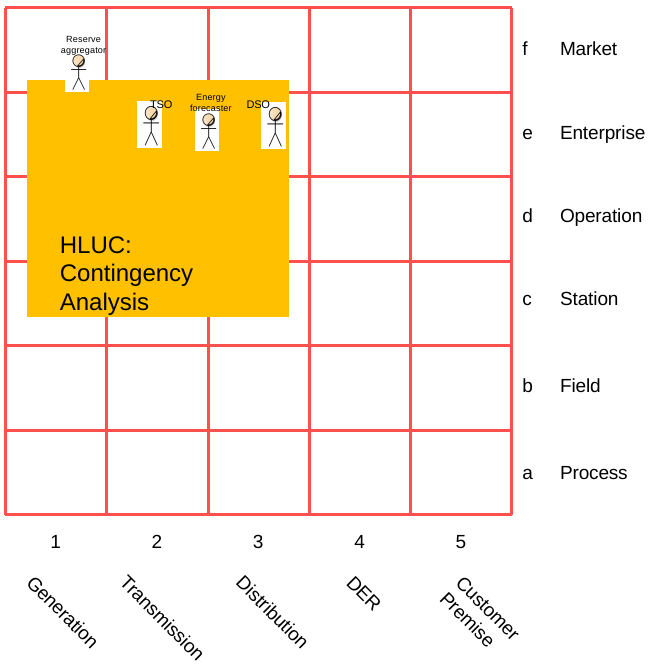 Reserve
aggregator
f Market
TSO
Energy
forecaster
DSO
e Enterprise
d Operation
HLUC:
Contingency
Analysis
c Station
b Field
a Process
1 2 3 4 5
Generation
Transmission
Distribution
DER
Customer
Premise